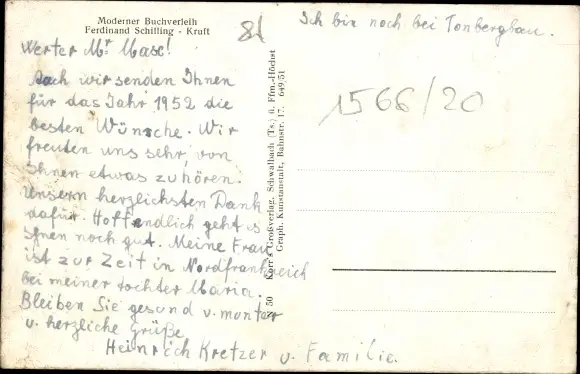 Moderner Buchverleih
Ferdinand Schilling - Kruft
81
Ich bin noch bei Tonbergbau.
Werter Mr Masc!
Auch wir senden Ihnen
für das Jahr 1952 die
besten Wünsche. Wir
freuten uns sehr, von
Ihnen etwas zu hören.
Unsern herzlichsten Dank
dafür. Hoffendlich geht es
Ihnen noch gut. Meine Frau
ist zur Zeit in Nordfrankreich
bei meiner Tochter Maria.
Bleiben Sie gesund u. munter
u. herzliche Grüße
Heinrich Kretzer u. Familie.
1566/20
50 Korr's Großverlag, Schwalbach (Ts.) ü. Ffm.-Höchst
Graph. Kunstanstalt, Bahnstr. 17. 649/51